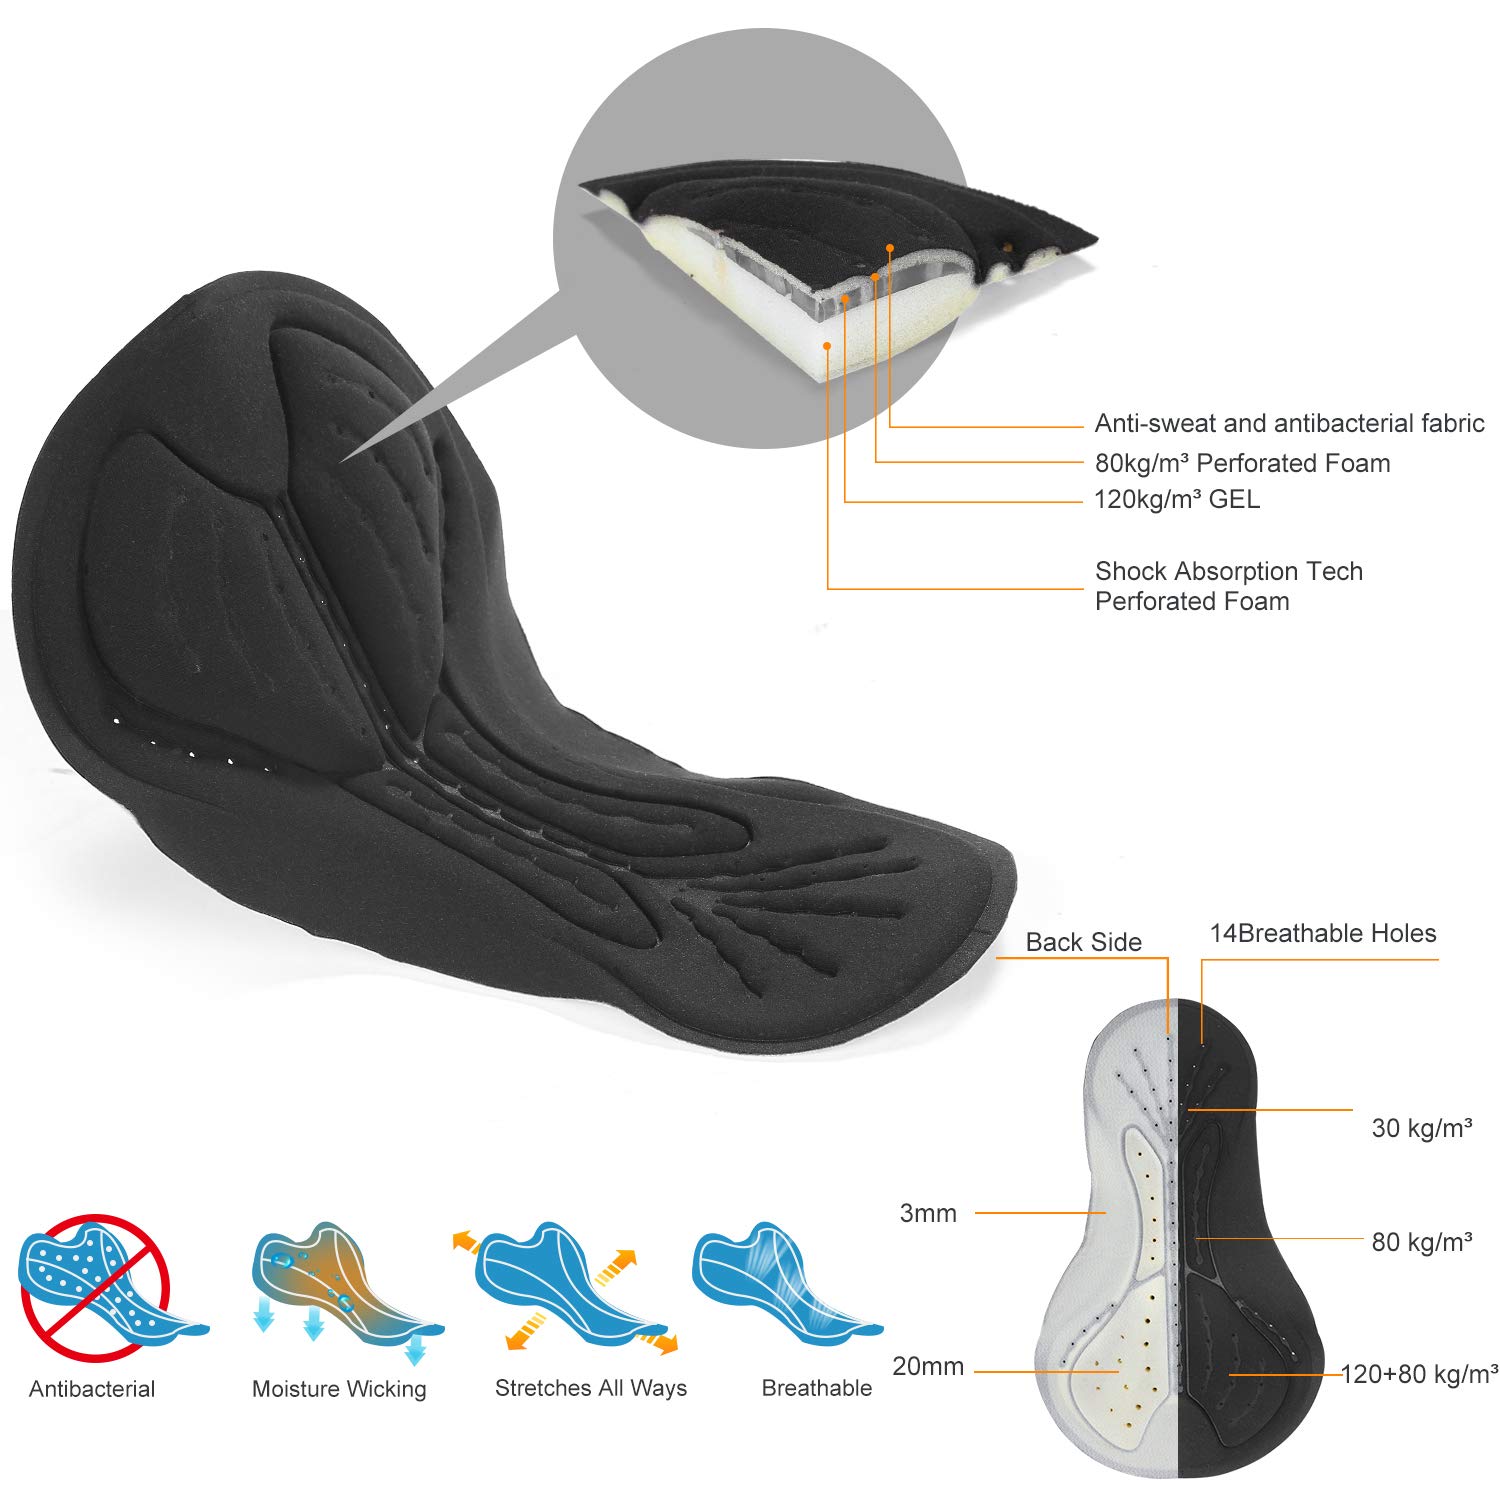 Anti-sweat and antibacterial fabric
80kg/m³ Perforated Foam
120kg/m³ GEL
Shock Absorption Tech
Perforated Foam
Back Side
14Breathable Holes
30 kg/m³
3mm
80 kg/m³
20mm
120+80 kg/m³
Antibacterial
Moisture Wicking
Stretches All Ways
Breathable